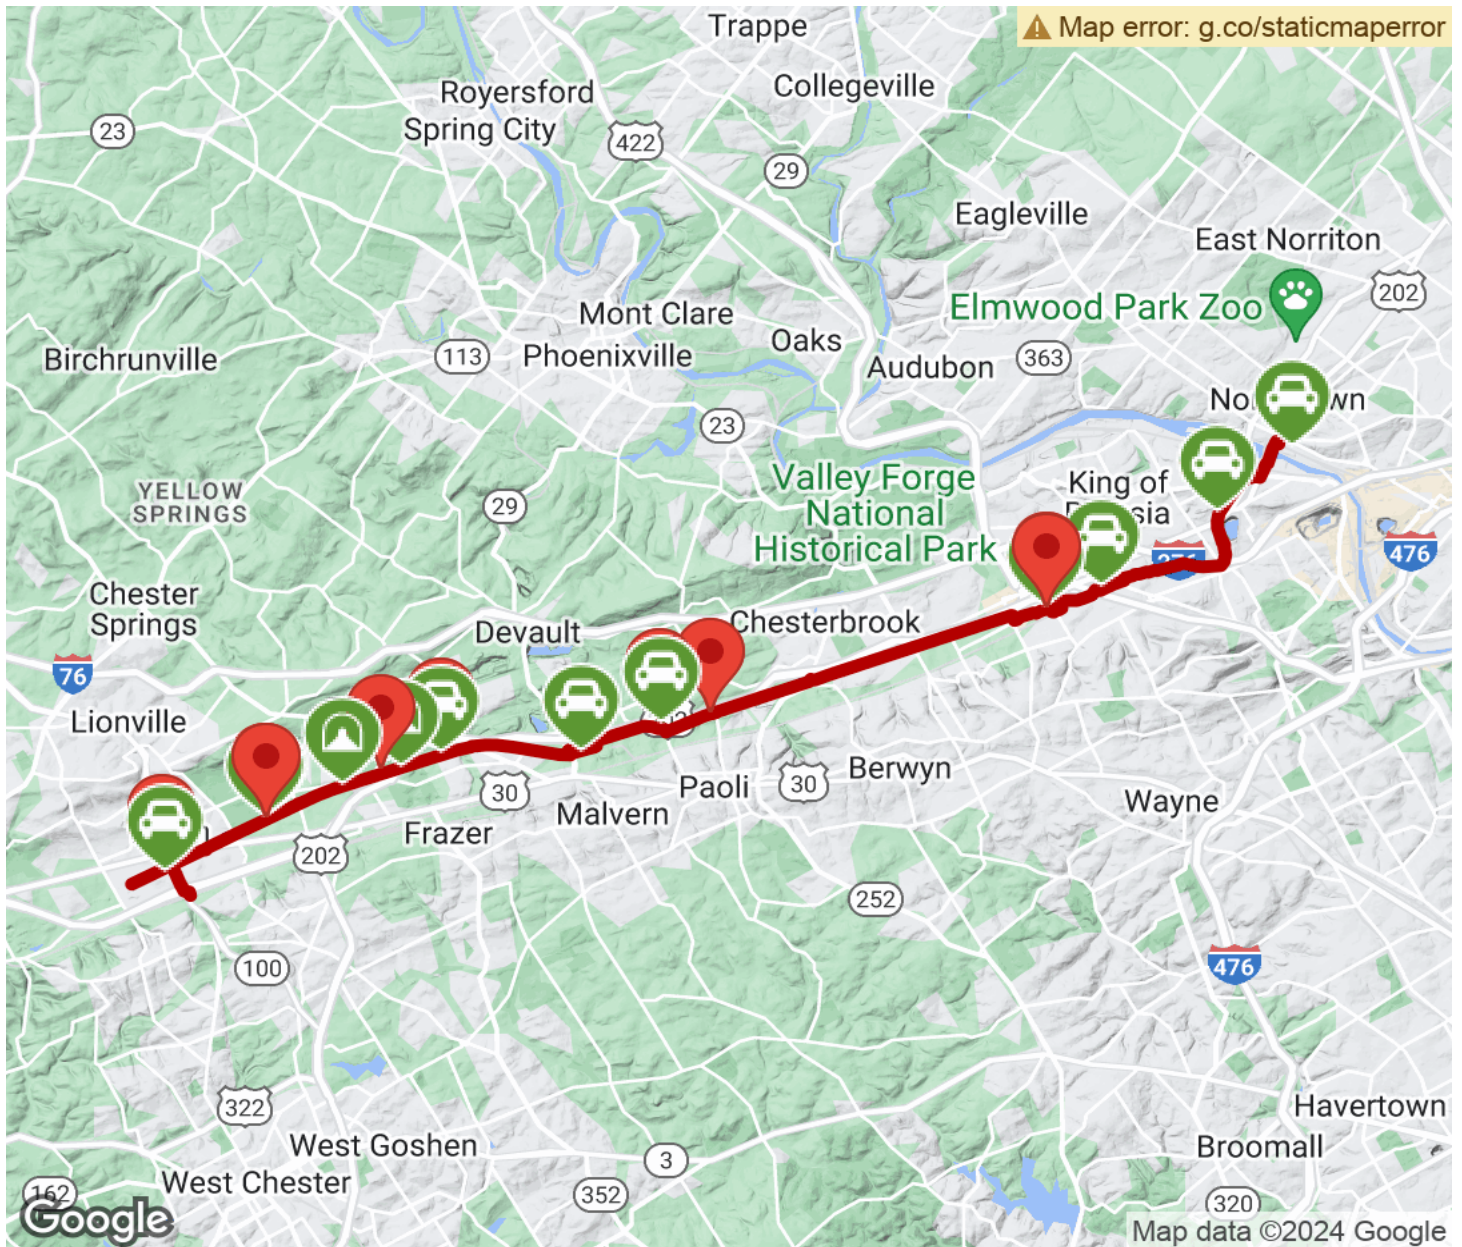 Trappe
Map error: g.co/staticmaperror
Collegeville
Royersford
Spring City
23
422
29
Eagleville
East Norriton
Elmwood Park Zoo
202
Mont Clare
Oaks
Birchrunville
113
Phoenixville
Audubon
363
23
Valley Forge
National
Historical Park
King of
YELLOW
SPRINGS
29
476
Chester
Springs
Devault
Chesterbrook
76
Lionville
30
Paoli
30
Berwyn
Malvern
Wayne
Frazer
202
252
100
476
322
Havertown
West Goshen
Broomall
3
West Chester
162
352
320
Google
Map data ©2024 Google